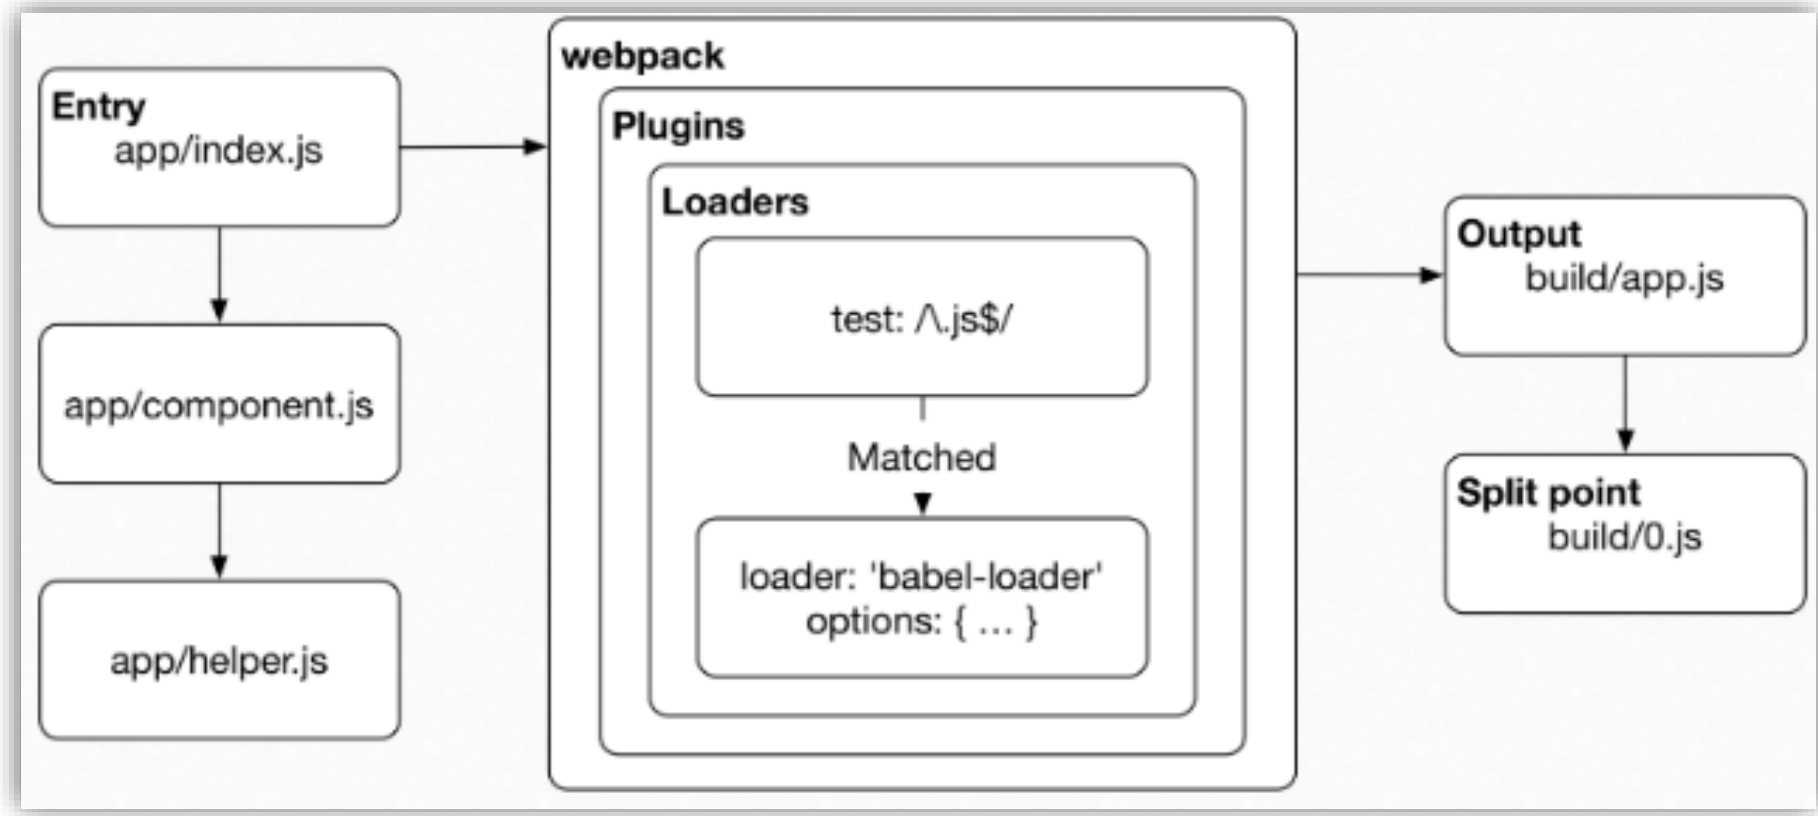 Entry
app/index.js
app/component.js
app/helper.js
webpack
Plugins
Loaders
test: /\.js$/
Matched
loader: 'babel-loader'
options: { ... }
Output
build/app.js
Split point
build/0.js